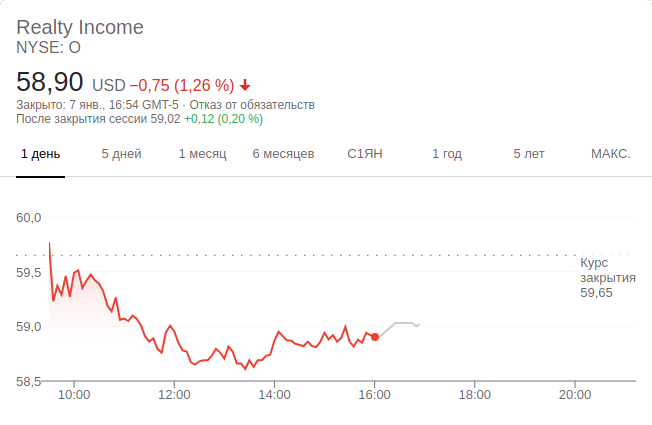 Realty Income
NYSE: O
58,90 USD −0,75 (1,26 %)
Закрыто: 7 янв., 16:54 GMT-5 · Отказ от обязательств
После закрытия сессии 59,02 +0,12 (0,20 %)
1 день 5 дней 1 месяц 6 месяцев С1ЯН 1 год 5 лет МАКС.
60,0
Курс
закрытия
59,65
59,5
59,0
58,5
10:00 12:00 14:00 16:00 18:00 20:00